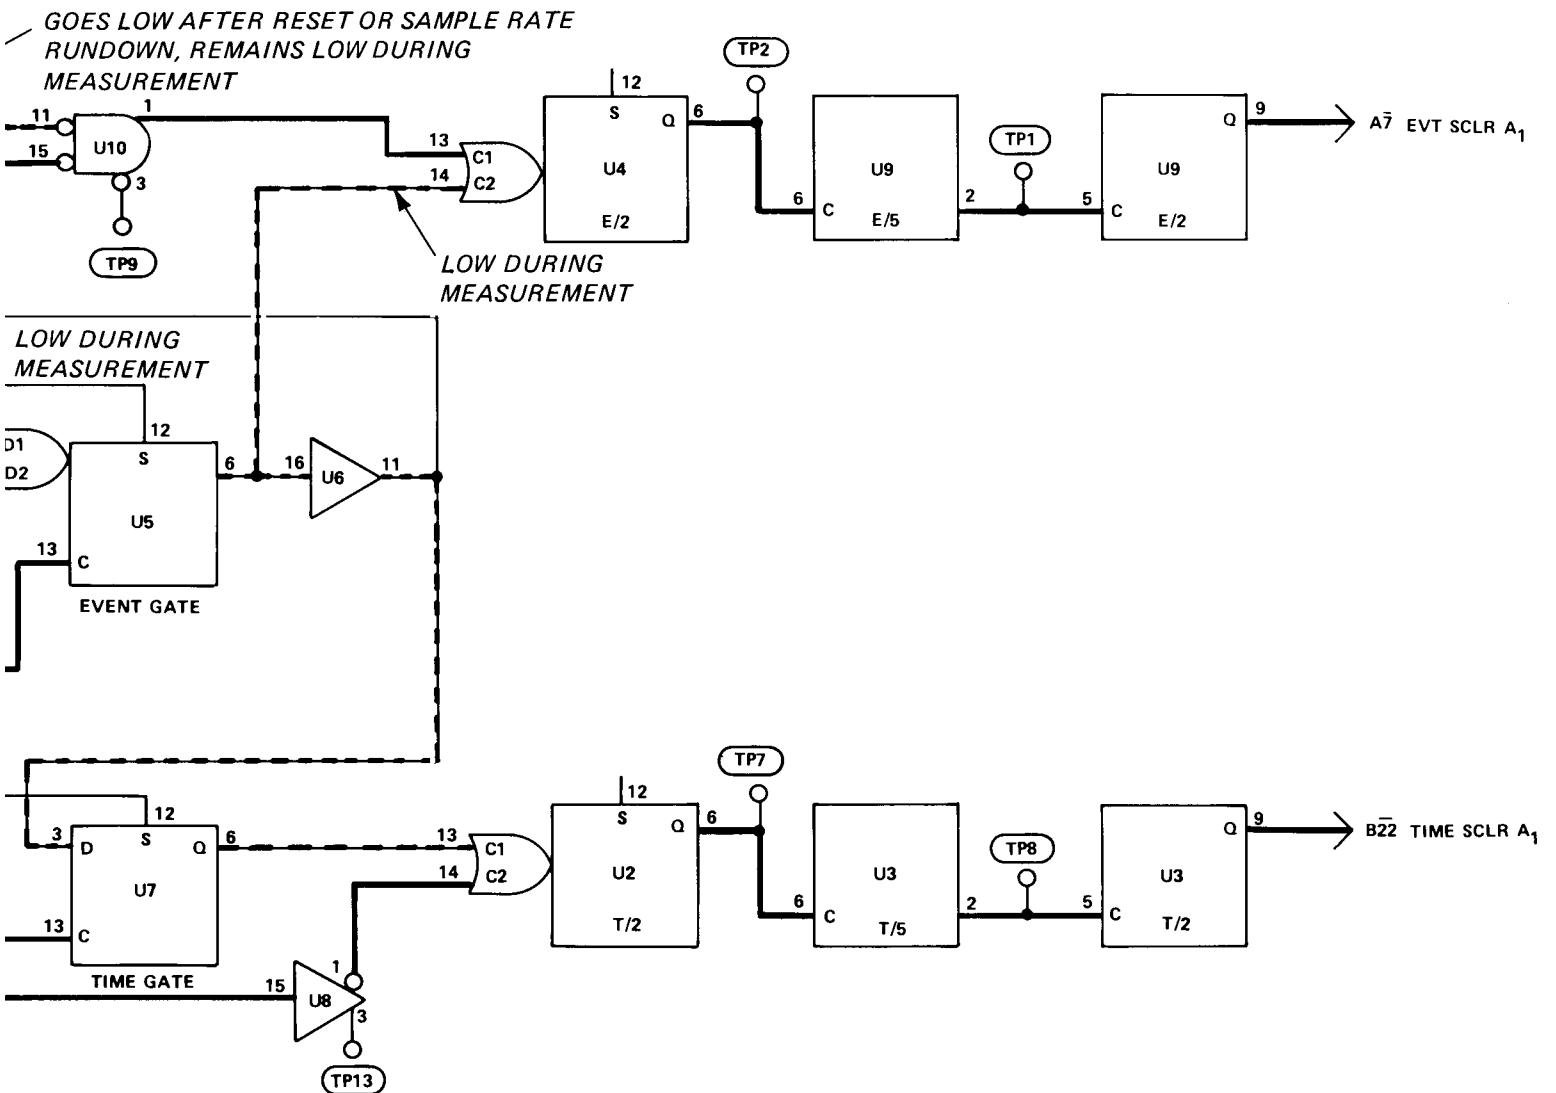 GOES LOW AFTER RESET OR SAMPLE RATE
RUNDOWN, REMAINS LOW DURING
MEASUREMENT
11
15
1
U10
3
TP9
13
14
C1
C2
12
S
Q
6
U4
E/2
TP2
6
C
U9
E/5
2
TP1
5
C
Q
9
U9
E/2
A7̅ EVT SCLR A₁
LOW DURING
MEASUREMENT
LOW DURING
MEASUREMENT
D1
D2
12
S
6
U5
13
C
EVENT GATE
16
U6
11
12
3
D
S
Q
6
U7
13
C
TIME GATE
15
U8
1
3
TP13
13
14
C1
C2
12
S
Q
6
U2
T/2
TP7
6
C
U3
T/5
2
TP8
5
C
Q
9
U3
T/2
B2̅2̅ TIME SCLR A₁